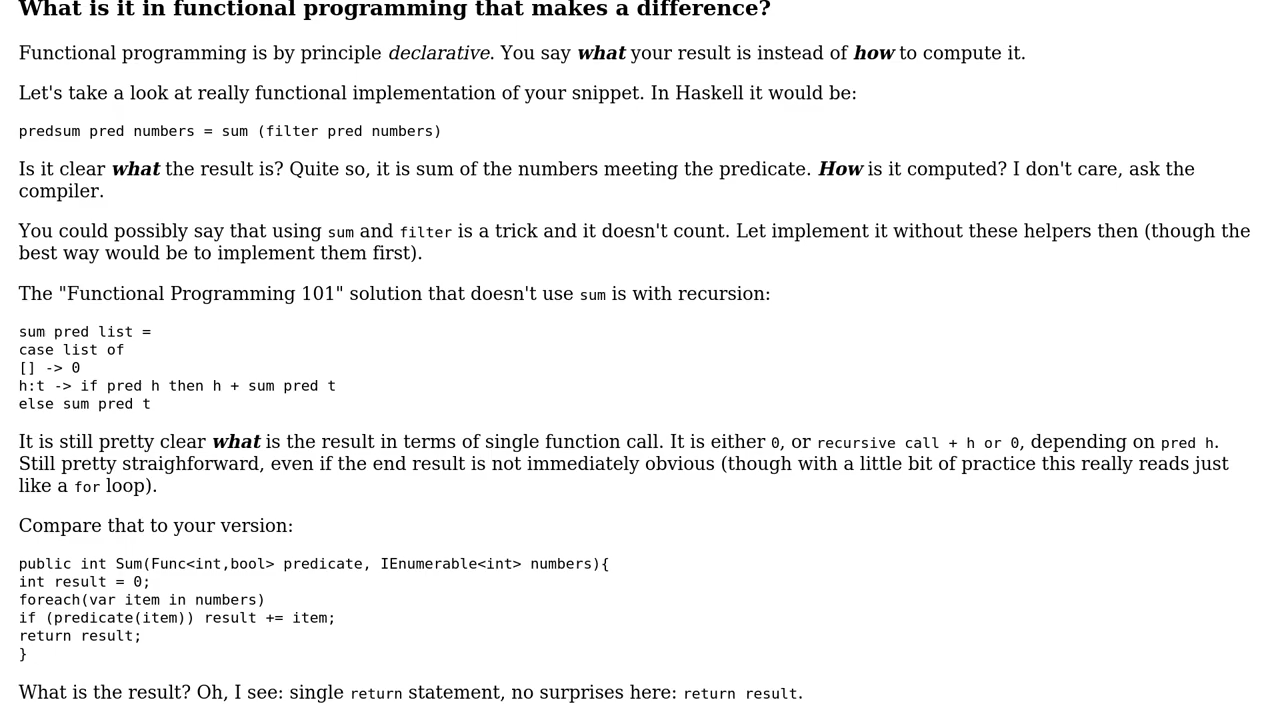 What is it in functional programming that makes a difference?
Functional programming is by principle declarative. You say what your result is instead of how to compute it.
Let's take a look at really functional implementation of your snippet. In Haskell it would be:
predsum pred numbers = sum (filter pred numbers)
Is it clear what the result is? Quite so, it is sum of the numbers meeting the predicate. How is it computed? I don't care, ask the
compiler.
You could possibly say that using sum and filter is a trick and it doesn't count. Let implement it without these helpers then (though the
best way would be to implement them first).
The "Functional Programming 101" solution that doesn't use sum is with recursion:
sum pred list =
case list of
[] -> 0
h:t -> if pred h then h + sum pred t
else sum pred t
It is still pretty clear what is the result in terms of single function call. It is either 0, or recursive call + h or 0, depending on pred h.
Still pretty straighforward, even if the end result is not immediately obvious (though with a little bit of practice this really reads just
like a for loop).
Compare that to your version:
public int Sum(Func<int,bool> predicate, IEnumerable<int> numbers){
int result = 0;
foreach(var item in numbers)
if (predicate(item)) result += item;
return result;
}
What is the result? Oh, I see: single return statement, no surprises here: return result.